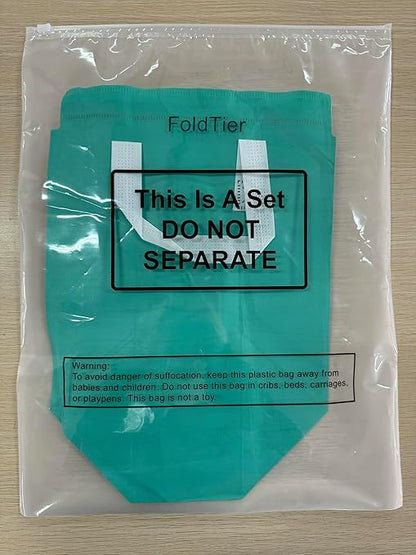 FoldTier
This Is A Set
DO NOT
SEPARATE
Warning:
To avoid danger of suffocation, keep this plastic bag away from
babies and children. Do not use this bag in cribs, beds, carriages,
or playpens. This bag is not a toy.